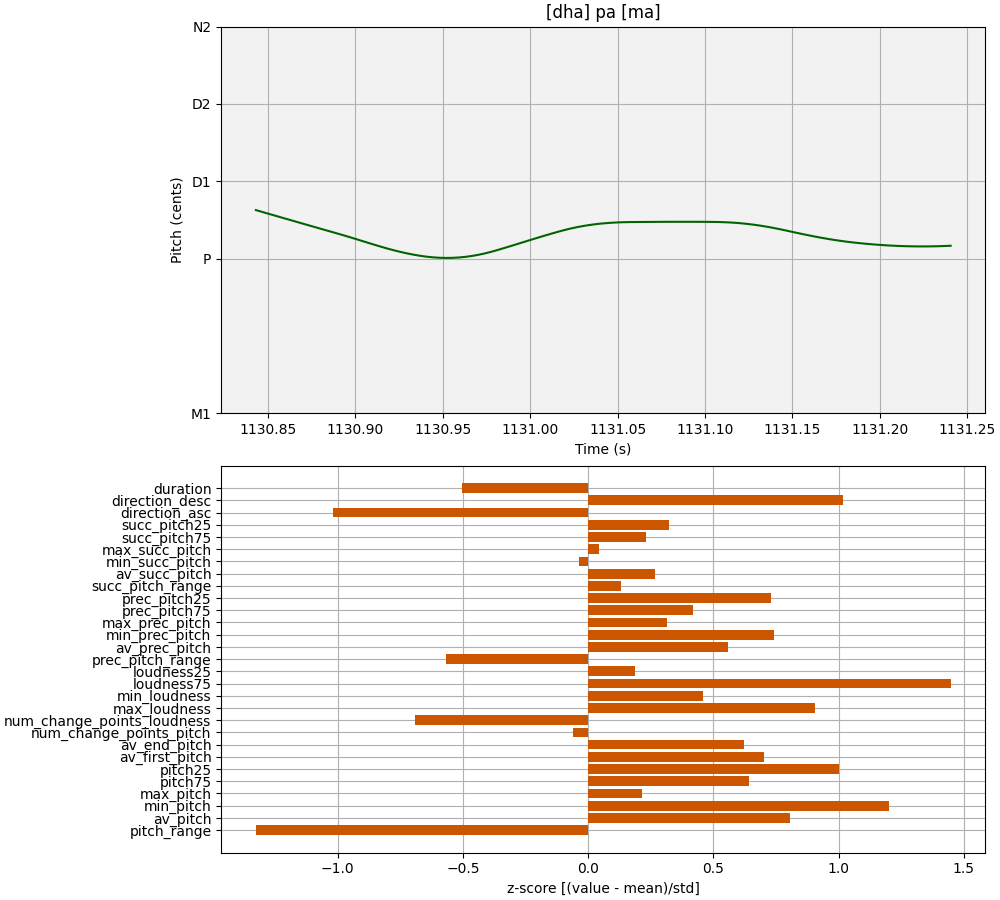 [dha] pa [ma]
N2
D2
D1
P
M1
Pitch (cents)
1130.85 1130.90 1130.95 1131.00 1131.05 1131.10 1131.15 1131.20 1131.25
Time (s)
duration
direction_desc
direction_asc
succ_pitch25
succ_pitch75
max_succ_pitch
min_succ_pitch
av_succ_pitch
succ_pitch_range
prec_pitch25
prec_pitch75
max_prec_pitch
min_prec_pitch
av_prec_pitch
prec_pitch_range
loudness25
loudness75
min_loudness
max_loudness
num_change_points_loudness
num_change_points_pitch
av_end_pitch
av_first_pitch
pitch25
pitch75
max_pitch
min_pitch
av_pitch
pitch_range
−1.0 −0.5 0.0 0.5 1.0 1.5
z-score [(value - mean)/std]